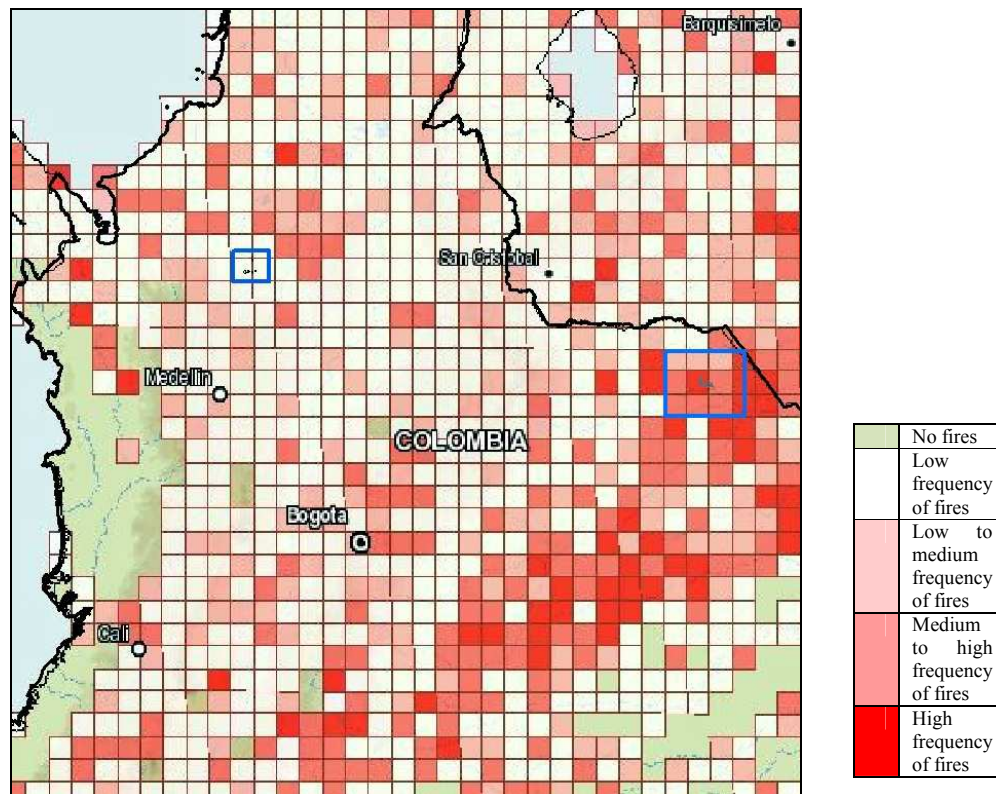 Barquisimeto
San Cristobal
Medellin
COLOMBIA
Bogota
Cali
No fires
Low
frequency
of fires
Low to
medium
frequency
of fires
Medium
to high
frequency
of fires
High
frequency
of fires